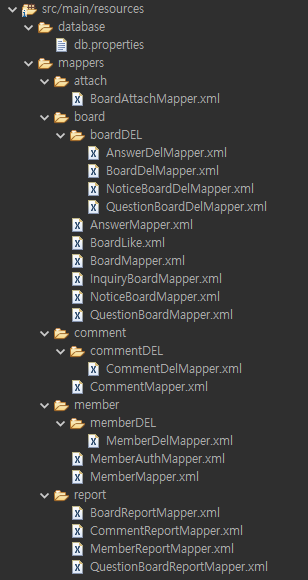 src/main/resources
database
db.properties
mappers
attach
BoardAttachMapper.xml
board
boardDEL
AnswerDelMapper.xml
BoardDelMapper.xml
NoticeBoardDelMapper.xml
QuestionBoardDelMapper.xml
AnswerMapper.xml
BoardLike.xml
BoardMapper.xml
InquiryBoardMapper.xml
NoticeBoardMapper.xml
QuestionBoardMapper.xml
comment
commentDEL
CommentDelMapper.xml
CommentMapper.xml
member
memberDEL
MemberDelMapper.xml
MemberAuthMapper.xml
MemberMapper.xml
report
BoardReportMapper.xml
CommentReportMapper.xml
MemberReportMapper.xml
QuestionBoardReportMapper.xml